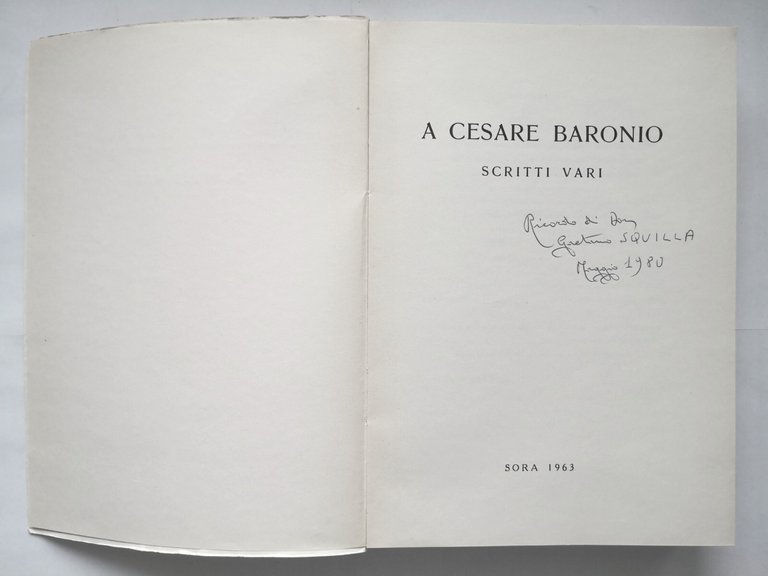 A CESARE BARONIO
SCRITTI VARI
Ricordo di Don
Gaetano SQUILLA
Maggio 1980
SORA 1963